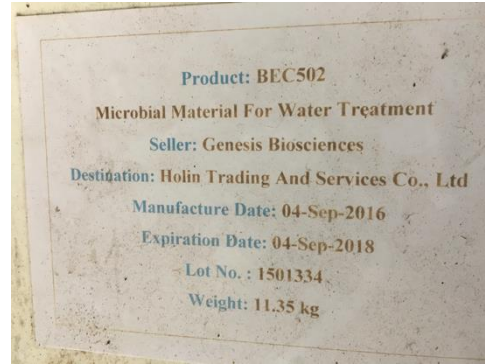 Product: BEC502
Microbial Material For Water Treatment
Seller: Genesis Biosciences
Destination: Holin Trading And Services Co., Ltd
Manufacture Date: 04-Sep-2016
Expiration Date: 04-Sep-2018
Lot No. : 1501334
Weight: 11.35 kg